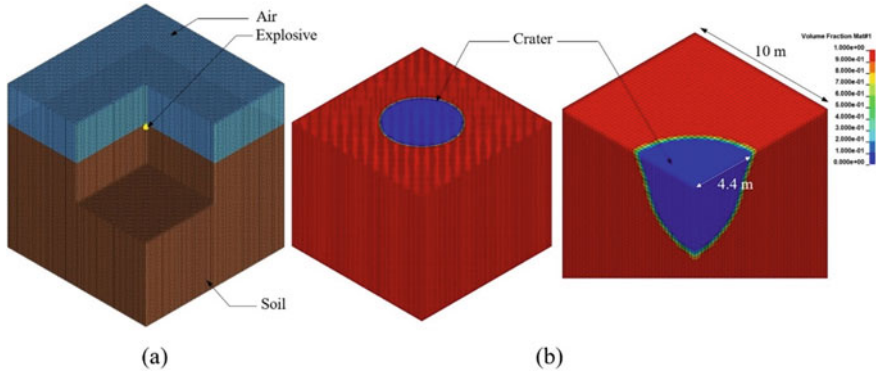 Air
Explosive
Soil
(a)
Crater
10 m
4.4 m
(b)
Volume Fraction Mat#1
1.000e+00
9.000e-01
8.000e-01
7.000e-01
6.000e-01
5.000e-01
4.000e-01
3.000e-01
2.000e-01
1.000e-01
0.000e+00